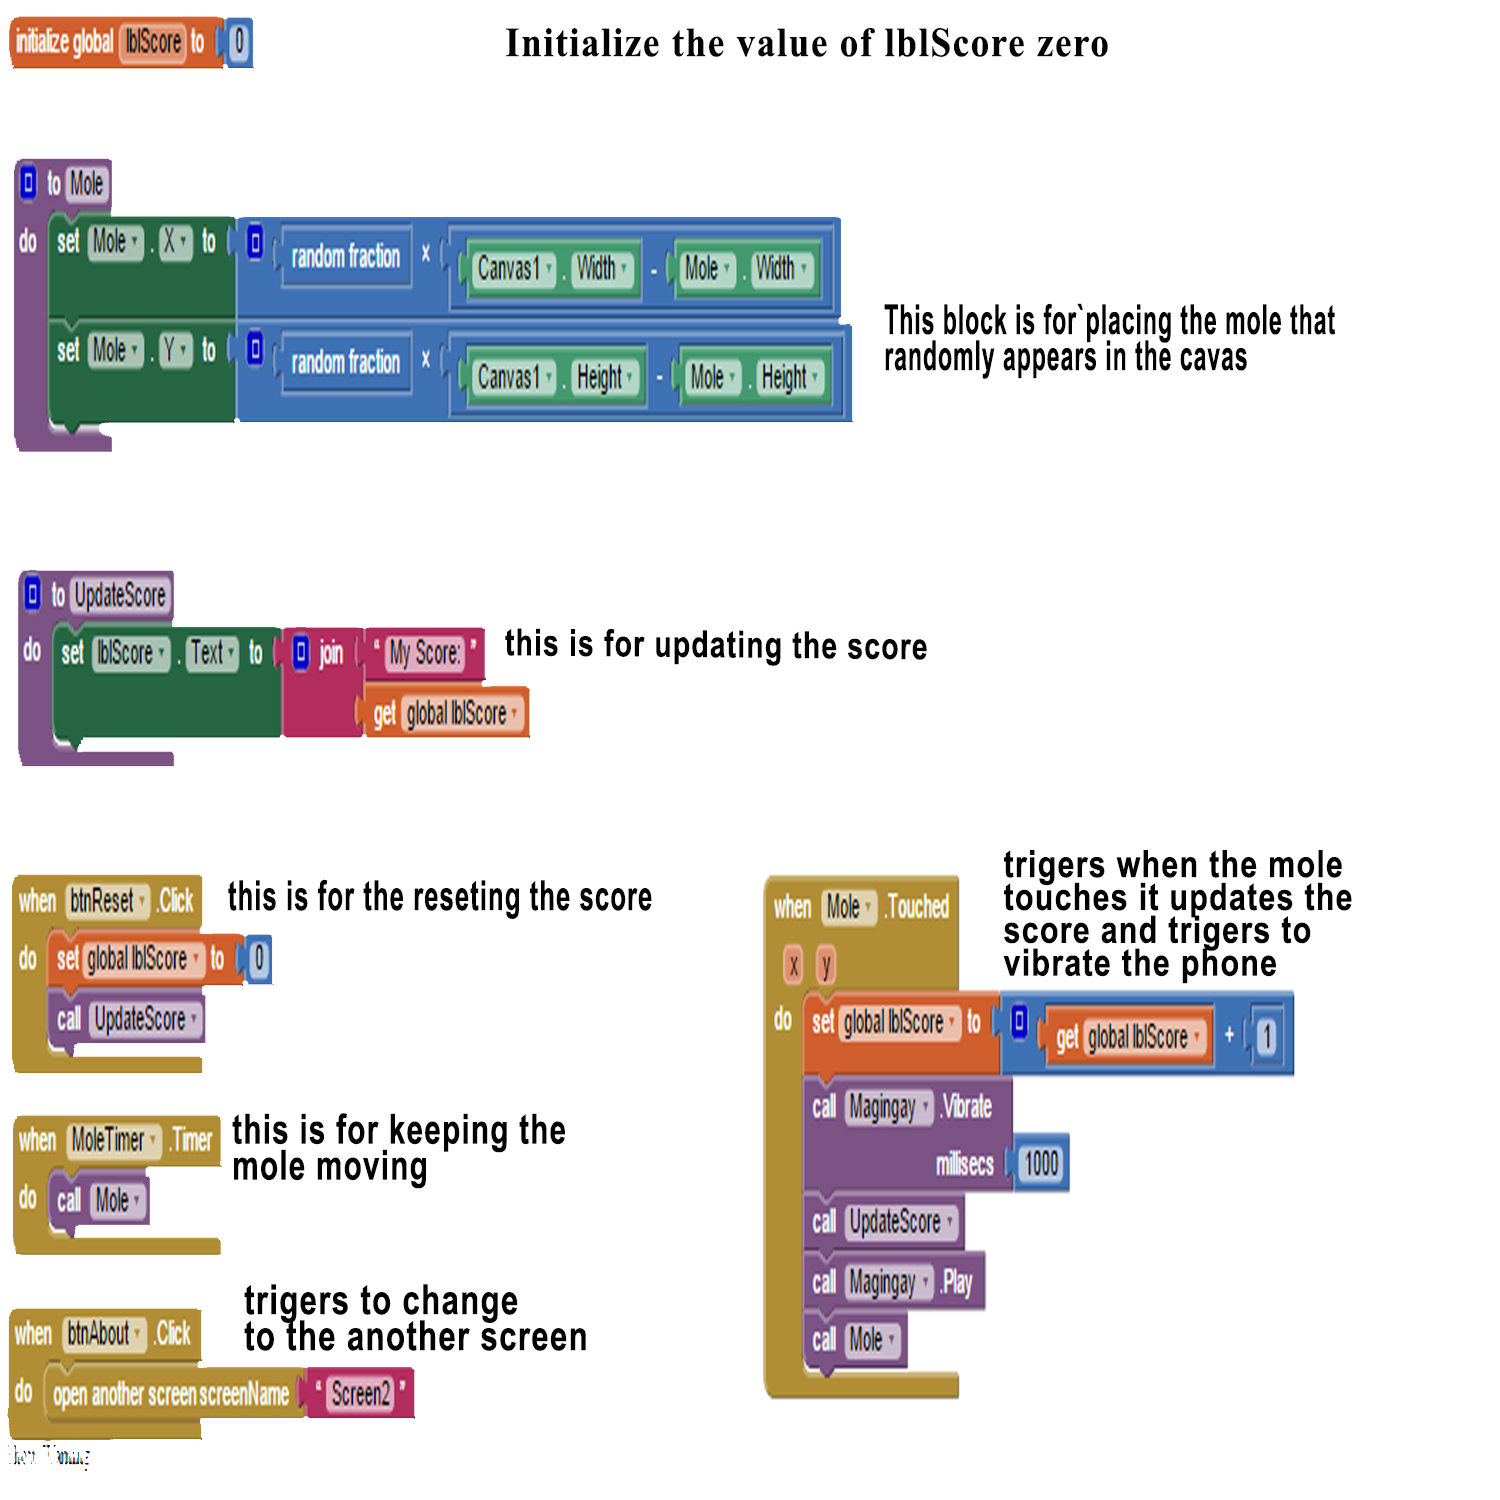 initialize global lblScore to 0
Initialize the value of lblScore zero
to Mole
do set Mole . X to random fraction x Canvas1 . Width - Mole . Width
set Mole . Y to random fraction x Canvas1 . Height - Mole . Height
This block is for`placing the mole that
randomly appears in the cavas
to UpdateScore
do set lblScore . Text to join " My Score: "
get global lblScore
this is for updating the score
when btnReset .Click
do set global lblScore to 0
call UpdateScore
this is for the reseting the score
when MoleTimer .Timer
do call Mole
this is for keeping the
mole moving
when btnAbout .Click
do open another screen screenName " Screen2 "
trigers to change
to the another screen
when Mole .Touched
x y
do set global lblScore to get global lblScore + 1
call Magingay .Vibrate
millisecs 1000
call UpdateScore
call Magingay .Play
call Mole
trigers when the mole
touches it updates the
score and trigers to
vibrate the phone